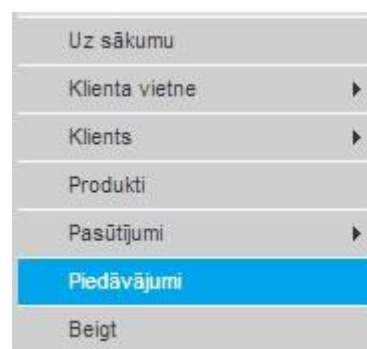 Uz sākumu
Klienta vietne
Klients
Produkti
Pasūtījumi
Piedāvājumi
Beigt